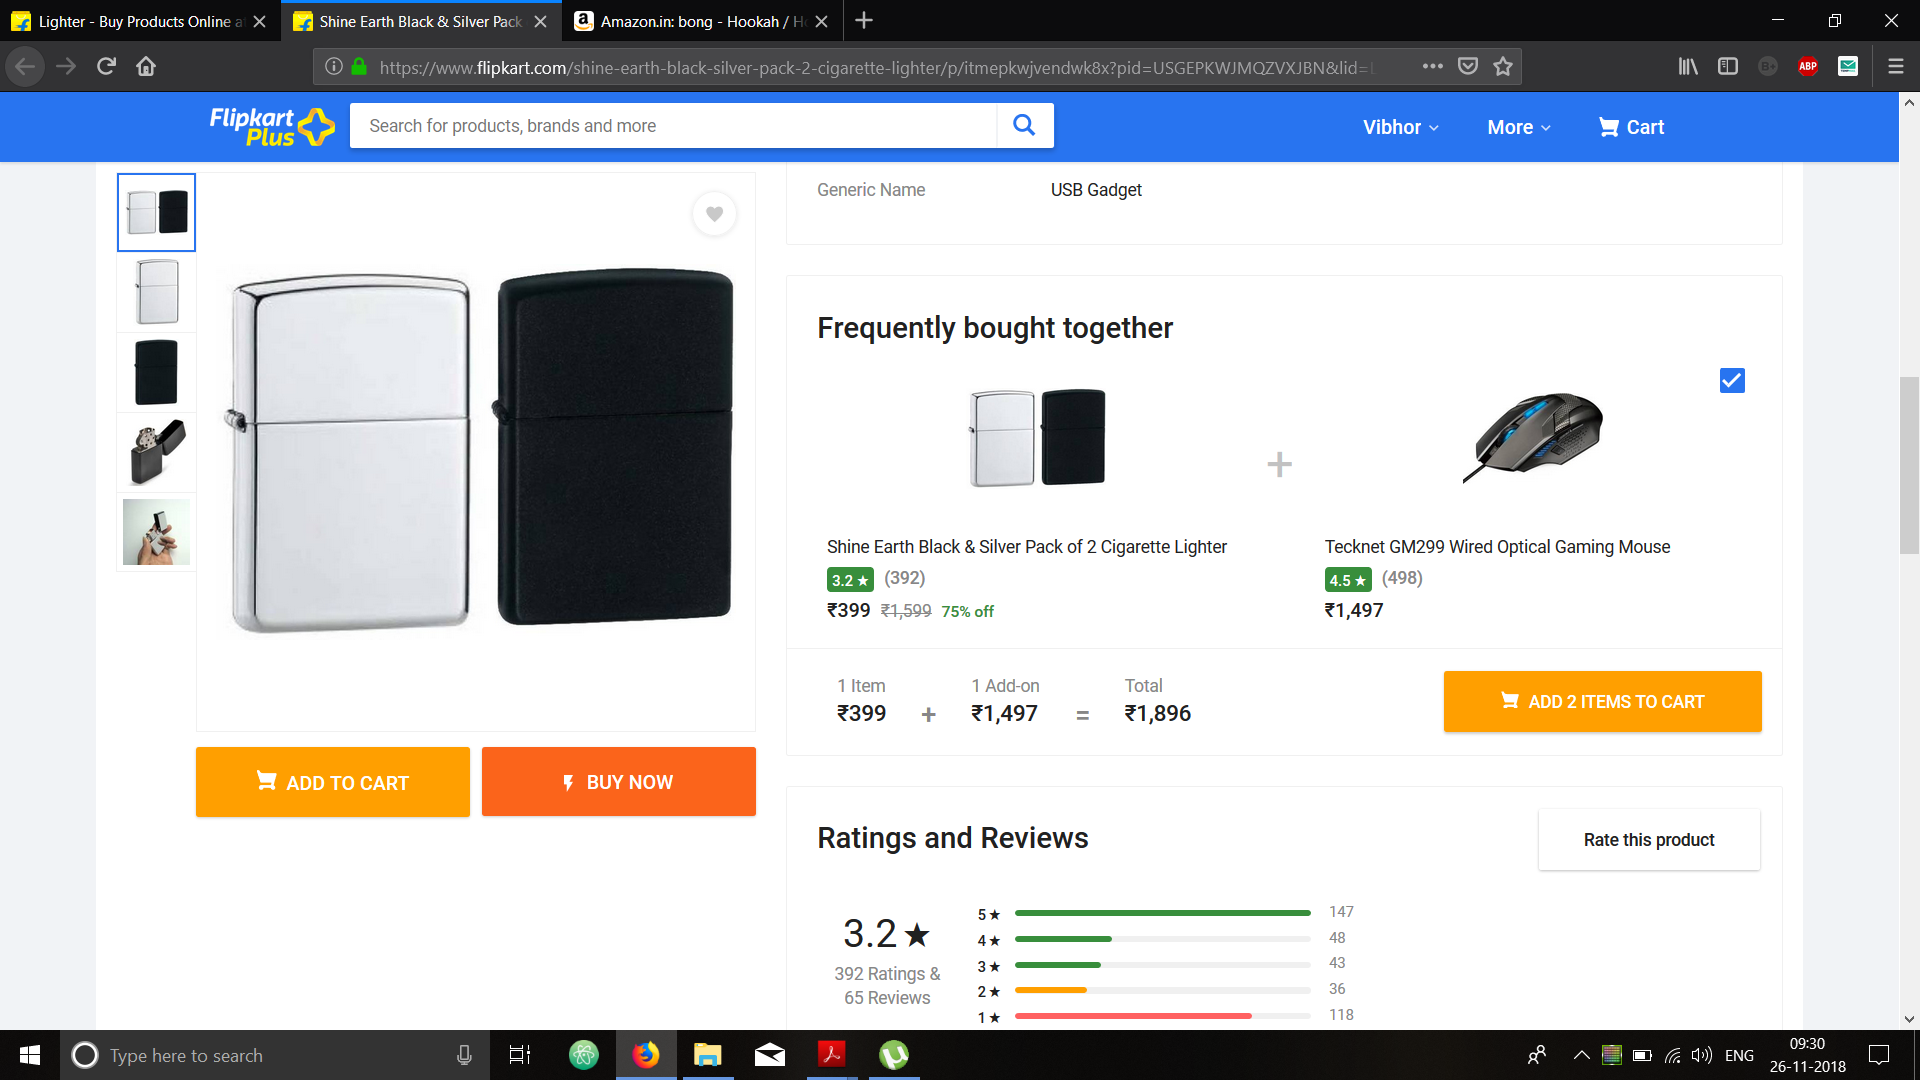 Lighter - Buy Products Online a
Shine Earth Black & Silver Pack
Amazon.in: bong - Hookah / H
https://www.flipkart.com/shine-earth-black-silver-pack-2-cigarette-lighter/p/itmepkwjvendwk8x?pid=USGEPKWJMQZVXJBN&lid=
ABP
Flipkart
Plus
Search for products, brands and more
Vibhor
More
Cart
Generic Name
USB Gadget
Frequently bought together
Shine Earth Black & Silver Pack of 2 Cigarette Lighter
3.2 ★ (392)
₹399 ₹1,599 75% off
+
Tecknet GM299 Wired Optical Gaming Mouse
4.5 ★ (498)
₹1,497
1 Item
₹399
+
1 Add-on
₹1,497
=
Total
₹1,896
ADD 2 ITEMS TO CART
ADD TO CART
BUY NOW
Ratings and Reviews
Rate this product
3.2 ★
392 Ratings &
65 Reviews
5 ★ 147
4 ★ 48
3 ★ 43
2 ★ 36
1 ★ 118
Type here to search
ENG
09:30
26-11-2018